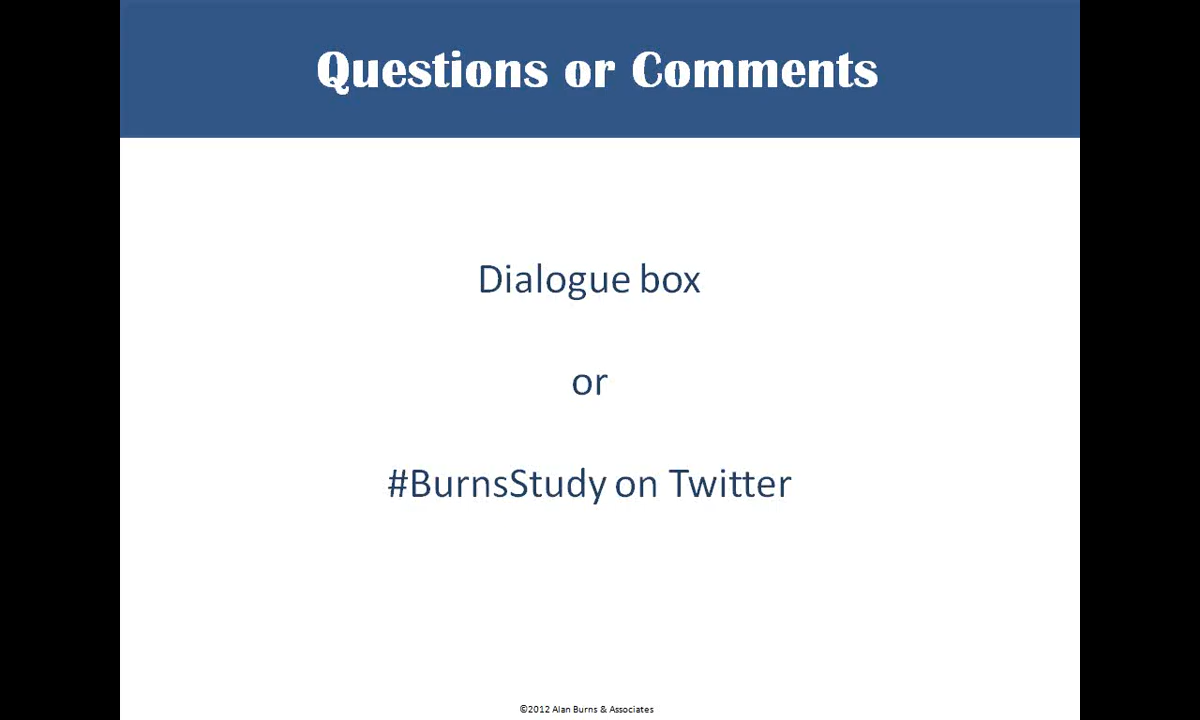 Questions or Comments
Dialogue box
or
#BurnsStudy on Twitter
©2012 Alan Burns & Associates